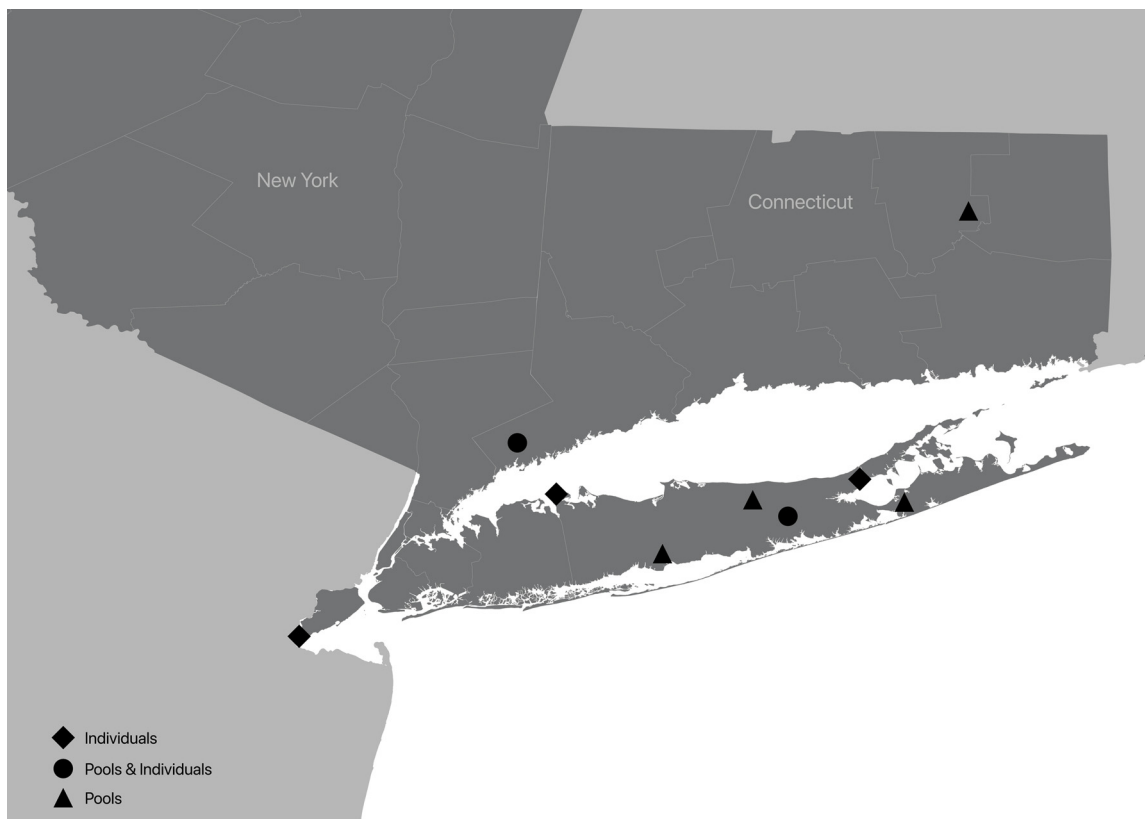 New York
Connecticut
Individuals
Pools & Individuals
Pools